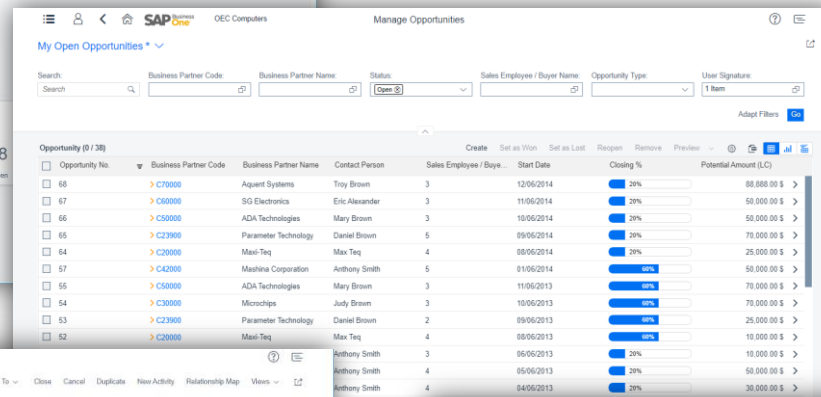 SAP Business One OEC Computers Manage Opportunities
My Open Opportunities *
Search: Business Partner Code: Business Partner Name: Status: Sales Employee / Buyer Name: Opportunity Type: User Signature:
Search Open 1 Item
Adapt Filters Go
8
Opportunity (0 / 38) Create Set as Won Set as Lost Reopen Remove Preview
Opportunity No. Business Partner Code Business Partner Name Contact Person Sales Employee / Buye... Start Date Closing % Potential Amount (LC)
68 C70000 Aquent Systems Troy Brown 3 12/06/2014 20% 88,888.00 $
67 C60000 SG Electronics Eric Alexander 3 11/06/2014 20% 50,000.00 $
66 C50000 ADA Technologies Mary Brown 3 10/06/2014 20% 50,000.00 $
65 C23900 Parameter Technology Daniel Brown 5 09/06/2014 20% 70,000.00 $
64 C20000 Maxi-Teq Max Teq 4 08/06/2014 20% 25,000.00 $
57 C42000 Mashina Corporation Anthony Smith 5 01/06/2014 60% 50,000.00 $
55 C50000 ADA Technologies Mary Brown 3 11/06/2013 60% 70,000.00 $
54 C30000 Microchips Judy Brown 3 10/06/2013 60% 70,000.00 $
53 C23900 Parameter Technology Daniel Brown 2 09/06/2013 60% 25,000.00 $
52 C20000 Maxi-Teq Max Teq 4 08/06/2013 60% 10,000.00 $
Anthony Smith 3 06/06/2013 20% 10,000.00 $
Anthony Smith 4 05/06/2013 20% 50,000.00 $
Anthony Smith 4 04/06/2013 20% 30,000.00 $
To Close Cancel Duplicate New Activity Relationship Map Views